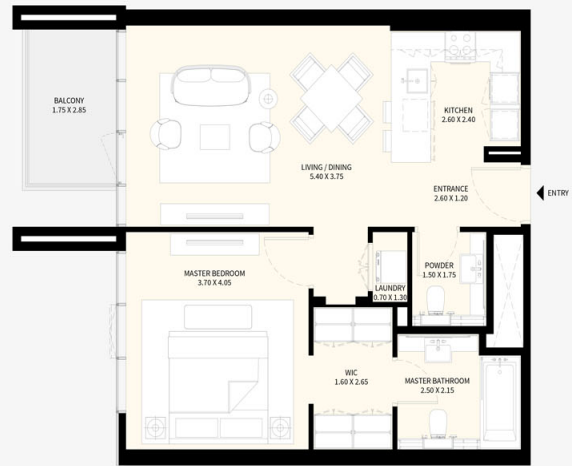 BALCONY
1.75 X 2.85
KITCHEN
2.60 X 2.40
LIVING / DINING
5.40 X 3.75
ENTRANCE
2.60 X 1.20
ENTRY
MASTER BEDROOM
3.70 X 4.05
POWDER
1.50 X 1.75
LAUNDRY
0.70 X 1.30
WIC
1.60 X 2.65
MASTER BATHROOM
2.50 X 2.15